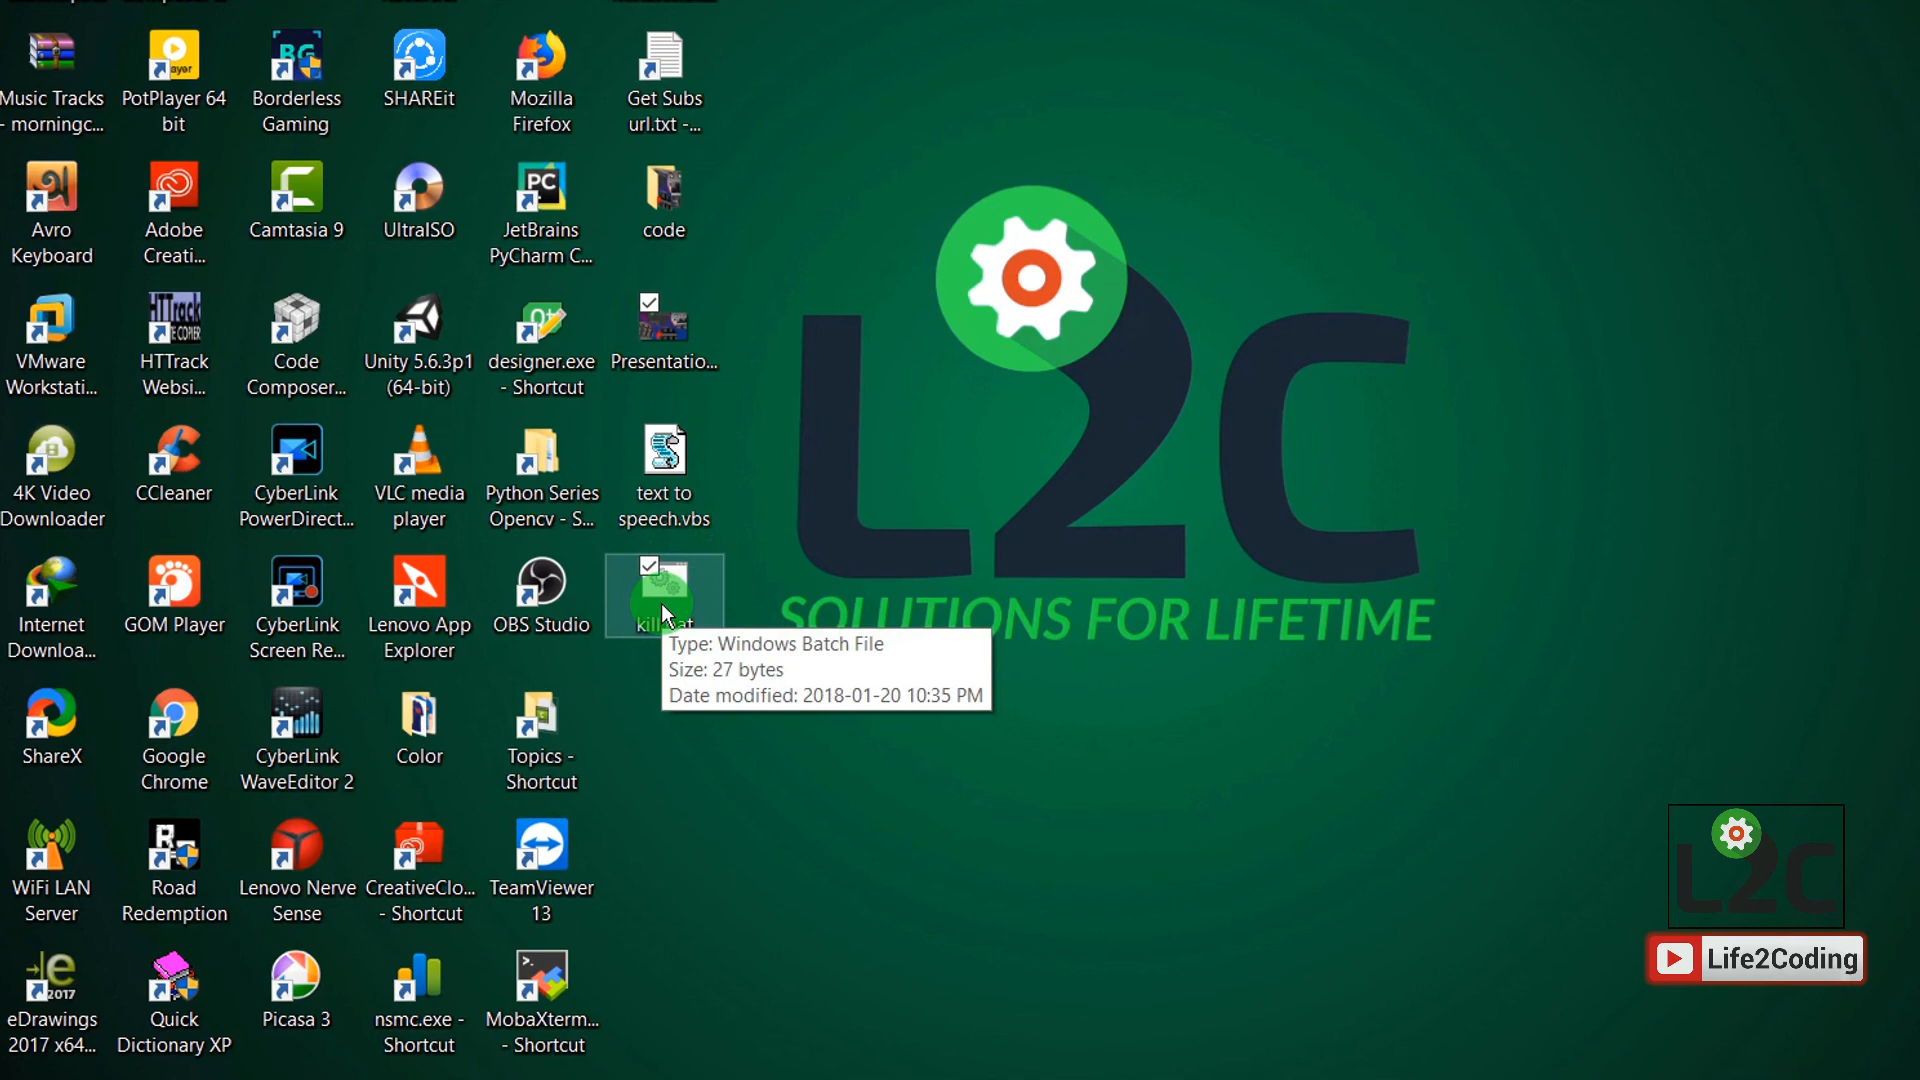 Music Tracks
- morningc...
PotPlayer 64
bit
Borderless
Gaming
SHAREit
Mozilla
Firefox
Get Subs
url.txt -...
Avro
Keyboard
Adobe
Creati...
Camtasia 9
UltraISO
JetBrains
PyCharm C...
code
VMware
Workstati...
HTTrack
Websi...
Code
Composer...
Unity 5.6.3p1
(64-bit)
designer.exe
- Shortcut
Presentatio...
4K Video
Downloader
CCleaner
CyberLink
PowerDirect...
VLC media
player
Python Series
Opencv - S...
text to
speech.vbs
Internet
Downloa...
GOM Player
CyberLink
Screen Re...
Lenovo App
Explorer
OBS Studio
Type: Windows Batch File
Size: 27 bytes
Date modified: 2018-01-20 10:35 PM
ShareX
Google
Chrome
CyberLink
WaveEditor 2
Color
Topics -
Shortcut
WiFi LAN
Server
Road
Redemption
Lenovo Nerve
Sense
CreativeClo...
- Shortcut
TeamViewer
13
eDrawings
2017 x64...
Quick
Dictionary XP
Picasa 3
nsmc.exe -
Shortcut
MobaXterm...
- Shortcut
L2C
SOLUTIONS FOR LIFETIME
L2C
Life2Coding